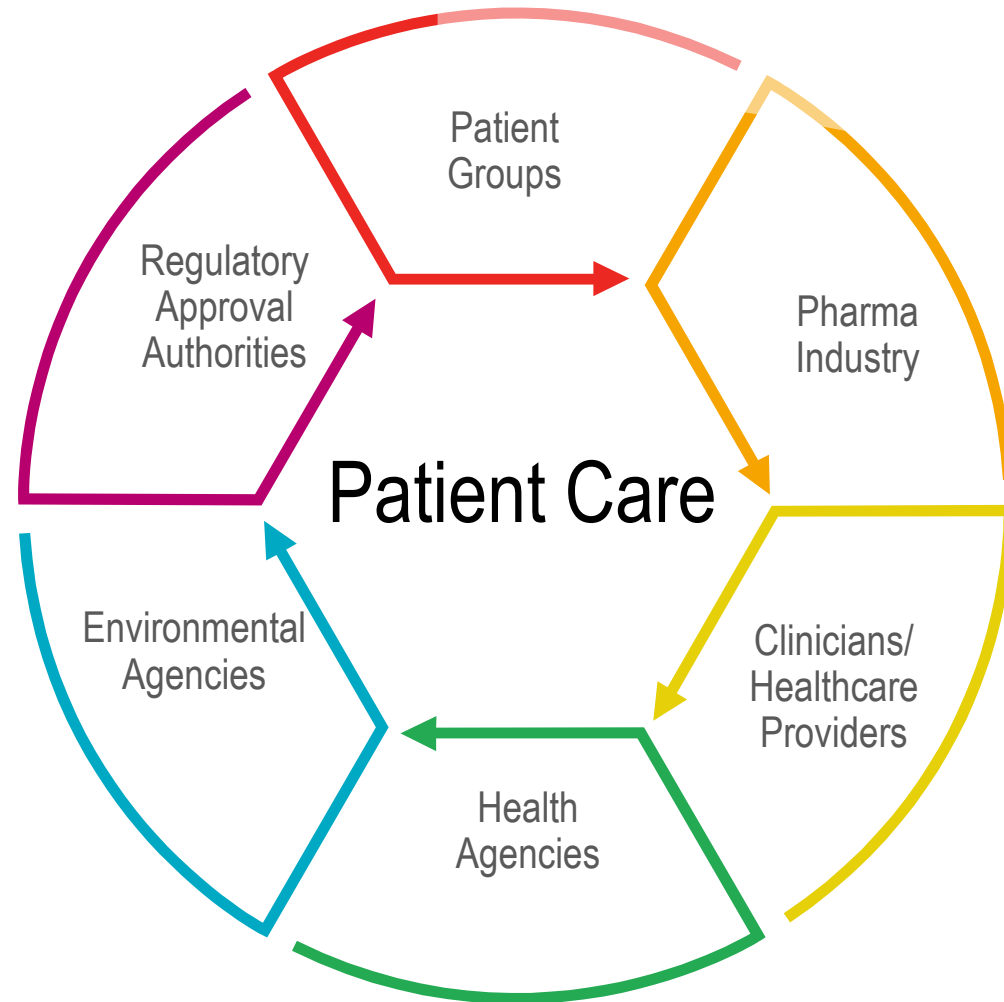 Patient
Groups
Pharma
Industry
Clinicians/
Healthcare
Providers
Health
Agencies
Environmental
Agencies
Regulatory
Approval
Authorities
Patient Care